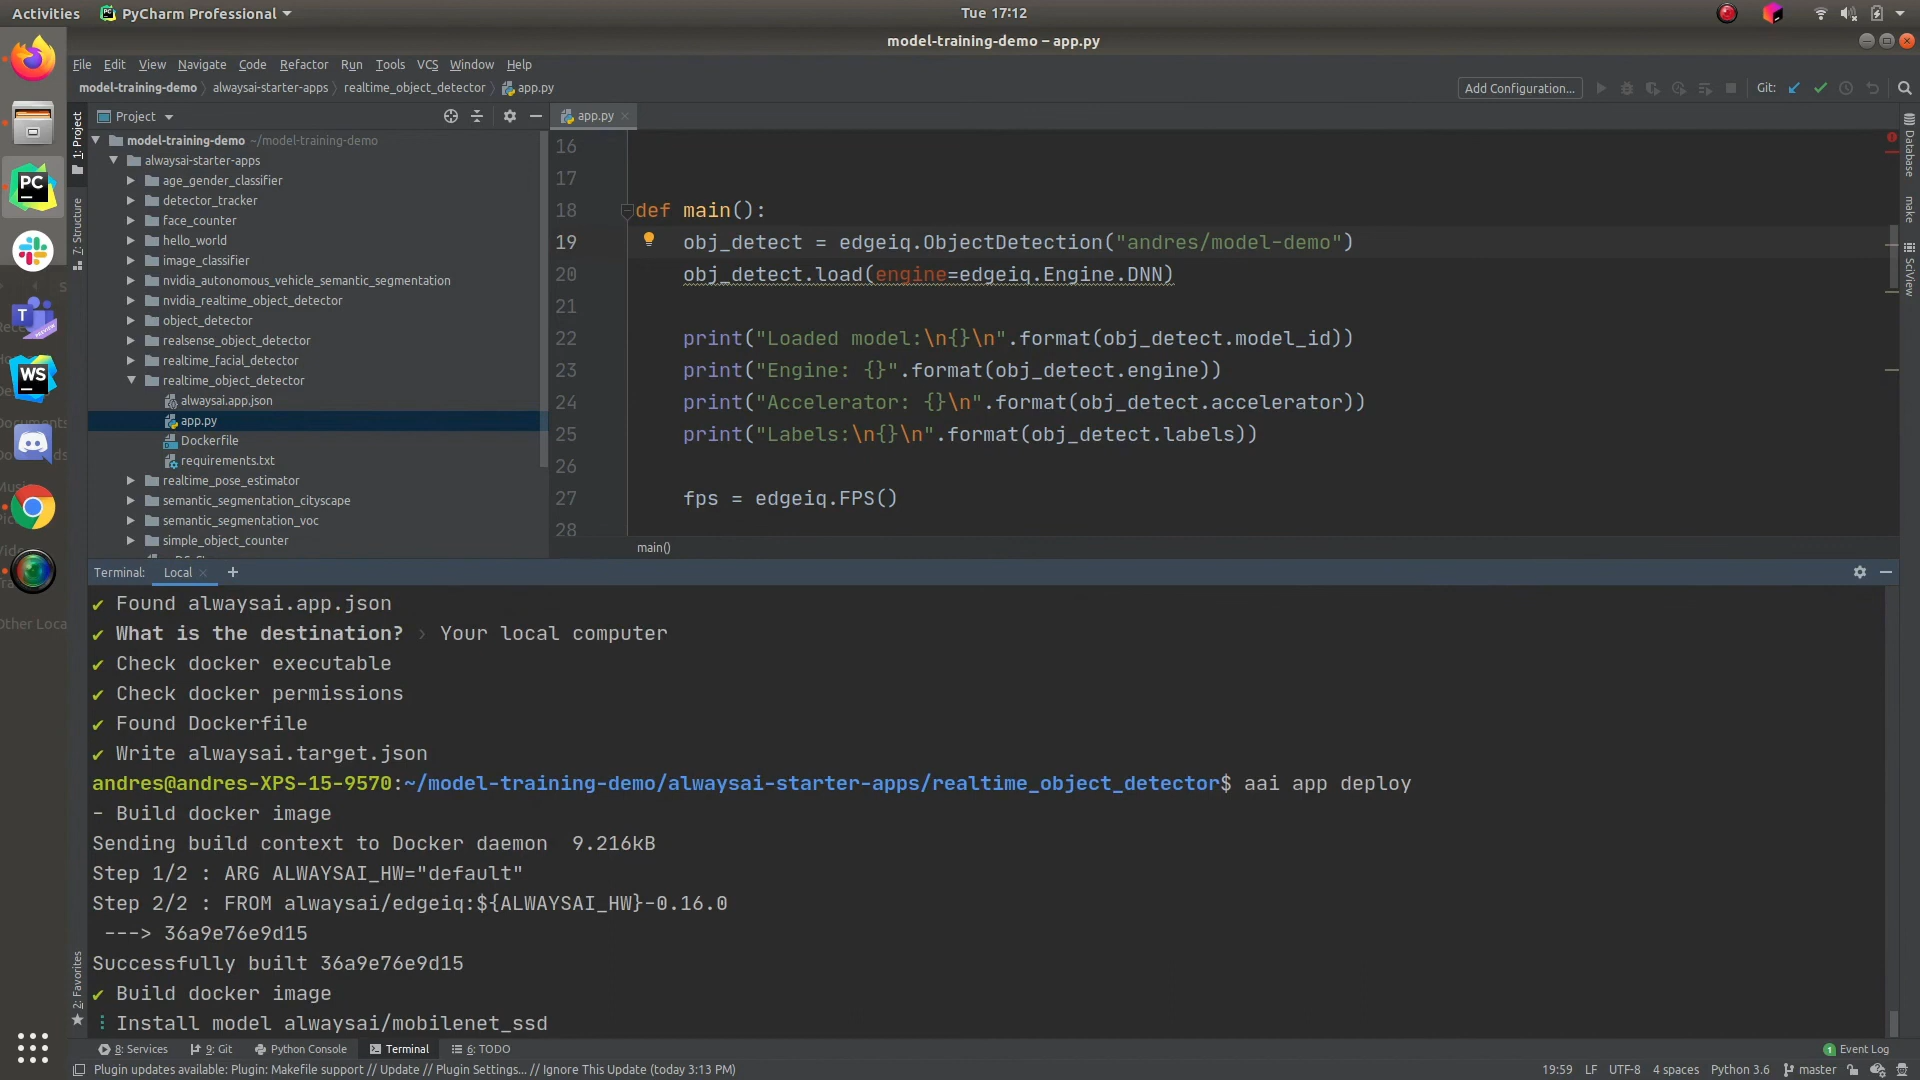 Activities
PyCharm Professional
Tue 17:12
model-training-demo – app.py
File Edit View Navigate Code Refactor Run Tools VCS Window Help
model-training-demo alwaysai-starter-apps realtime_object_detector app.py
Add Configuration...
Git:
1: Project
Project
model-training-demo ~/model-training-demo
alwaysai-starter-apps
age_gender_classifier
detector_tracker
face_counter
hello_world
image_classifier
nvidia_autonomous_vehicle_semantic_segmentation
nvidia_realtime_object_detector
object_detector
realsense_object_detector
realtime_facial_detector
realtime_object_detector
alwaysai.app.json
app.py
Dockerfile
requirements.txt
realtime_pose_estimator
semantic_segmentation_cityscape
semantic_segmentation_voc
simple_object_counter
7: Structure
2: Favorites
PC
WS
T
PREVIEW
Other Loca
app.py
16
17
18 def main():
19 obj_detect = edgeiq.ObjectDetection("andres/model-demo")
20 obj_detect.load(engine=edgeiq.Engine.DNN)
21
22 print("Loaded model:\n{}\n".format(obj_detect.model_id))
23 print("Engine: {}".format(obj_detect.engine))
24 print("Accelerator: {}\n".format(obj_detect.accelerator))
25 print("Labels:\n{}\n".format(obj_detect.labels))
26
27 fps = edgeiq.FPS()
28
main()
Database
make
SciView
Terminal: Local +
✔ Found alwaysai.app.json
✔ What is the destination? › Your local computer
✔ Check docker executable
✔ Check docker permissions
✔ Found Dockerfile
✔ Write alwaysai.target.json
andres@andres-XPS-15-9570:~/model-training-demo/alwaysai-starter-apps/realtime_object_detector$ aai app deploy
- Build docker image
Sending build context to Docker daemon  9.216kB
Step 1/2 : ARG ALWAYSAI_HW="default"
Step 2/2 : FROM alwaysai/edgeiq:${ALWAYSAI_HW}-0.16.0
---> 36a9e76e9d15
Successfully built 36a9e76e9d15
✔ Build docker image
⋮ Install model alwaysai/mobilenet_ssd
8: Services 9: Git Python Console Terminal 6: TODO
1 Event Log
Plugin updates available: Plugin: Makefile support // Update // Plugin Settings... // Ignore This Update (today 3:13 PM)
19:59 LF UTF-8 4 spaces Python 3.6 master